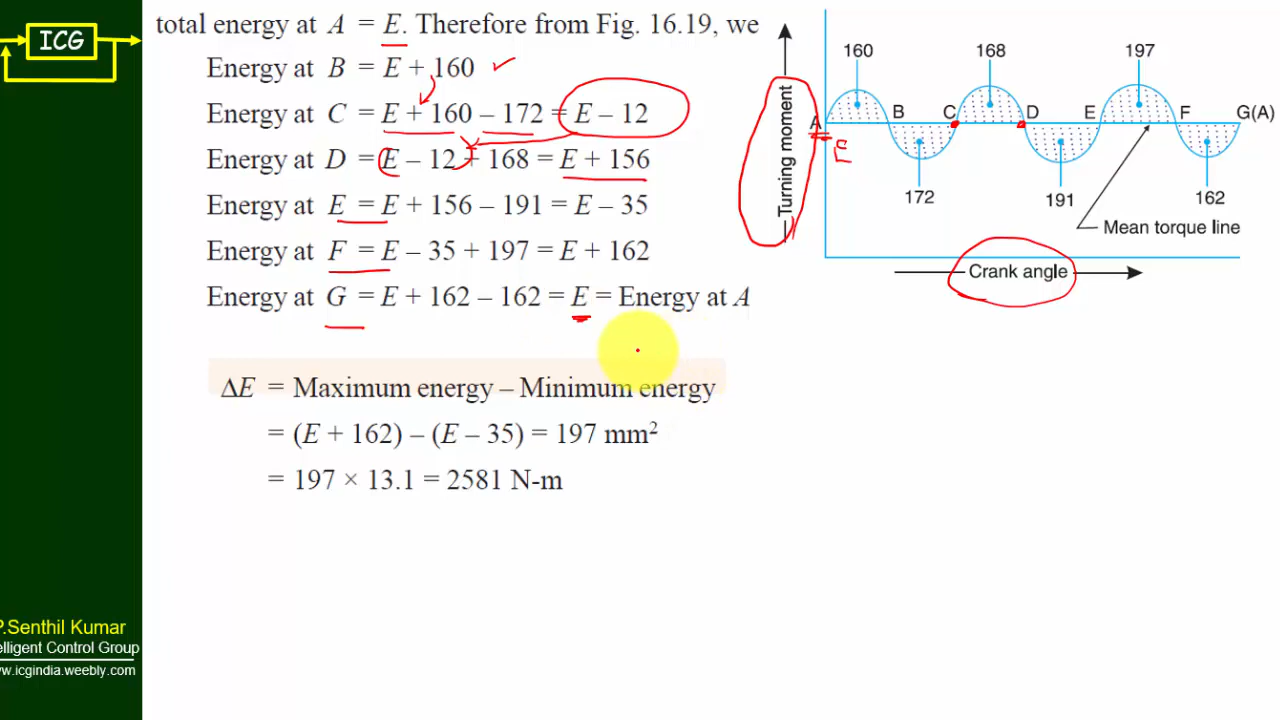 ICG
total energy at A = E. Therefore from Fig. 16.19, we
Energy at B = E + 160
Energy at C = E + 160 – 172 = E – 12
Energy at D = E – 12 + 168 = E + 156
Energy at E = E + 156 – 191 = E – 35
Energy at F = E – 35 + 197 = E + 162
Energy at G = E + 162 – 162 = E = Energy at A
ΔE = Maximum energy – Minimum energy
= (E + 162) – (E – 35) = 197 mm²
= 197 × 13.1 = 2581 N-m
160 168 197
A B C D E F G(A)
172 191 162
Turning moment
E
Mean torque line
Crank angle
P.Senthil Kumar
elligent Control Group
ww.icgindia.weebly.com